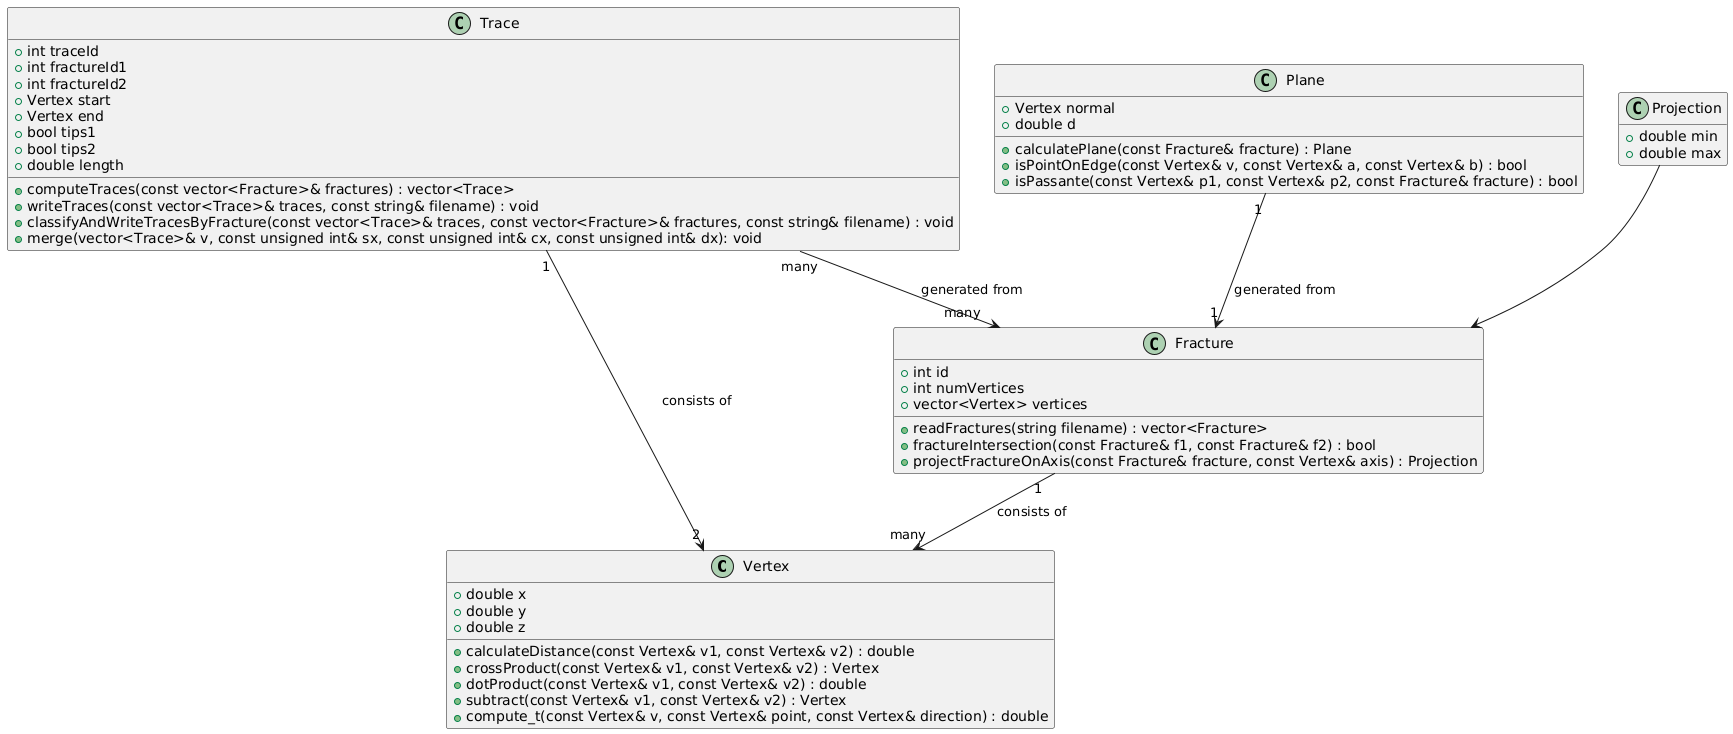 C Trace
int traceId
int fractureId1
int fractureId2
Vertex start
Vertex end
bool tips1
bool tips2
double length
computeTraces(const vector<Fracture>& fractures) : vector<Trace>
writeTraces(const vector<Trace>& traces, const string& filename) : void
classifyAndWriteTracesByFracture(const vector<Trace>& traces, const vector<Fracture>& fractures, const string& filename) : void
merge(vector<Trace>& v, const unsigned int& sx, const unsigned int& cx, const unsigned int& dx): void
C Plane
Vertex normal
double d
calculatePlane(const Fracture& fracture) : Plane
isPointOnEdge(const Vertex& v, const Vertex& a, const Vertex& b) : bool
isPassante(const Vertex& p1, const Vertex& p2, const Fracture& fracture) : bool
C Projection
double min
double max
1
many
generated from
many
1
generated from
1
C Fracture
int id
int numVertices
vector<Vertex> vertices
readFractures(string filename) : vector<Fracture>
fractureIntersection(const Fracture& f1, const Fracture& f2) : bool
projectFractureOnAxis(const Fracture& fracture, const Vertex& axis) : Projection
consists of
2
1
consists of
many
C Vertex
double x
double y
double z
calculateDistance(const Vertex& v1, const Vertex& v2) : double
crossProduct(const Vertex& v1, const Vertex& v2) : Vertex
dotProduct(const Vertex& v1, const Vertex& v2) : double
subtract(const Vertex& v1, const Vertex& v2) : Vertex
compute_t(const Vertex& v, const Vertex& point, const Vertex& direction) : double